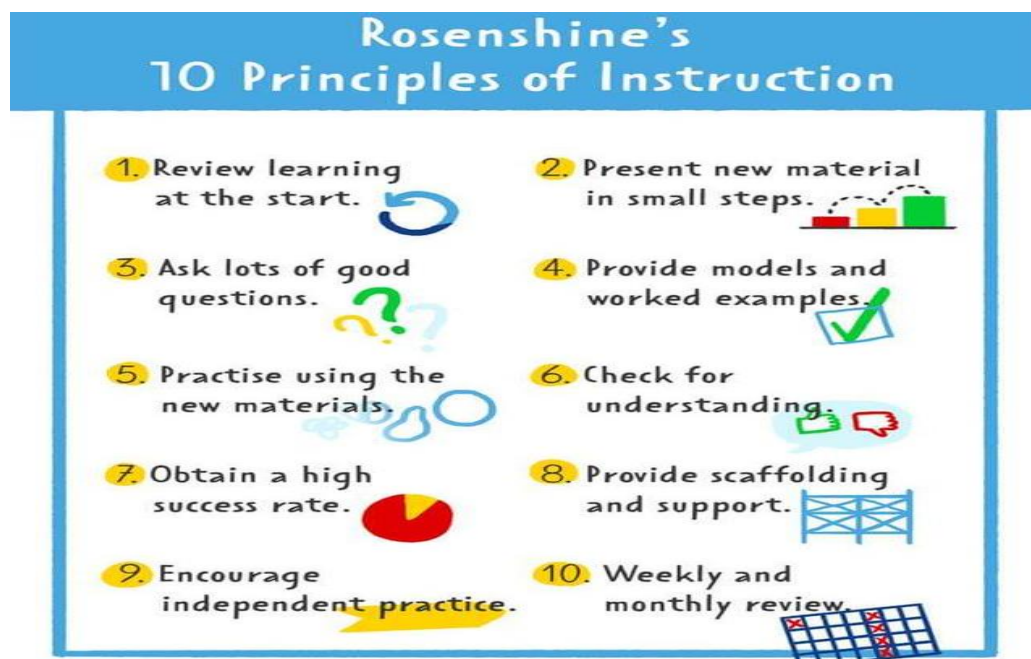 Rosenshine's
10 Principles of Instruction
1. Review learning
at the start.
2. Present new material
in small steps.
3. Ask lots of good
questions.
4. Provide models and
worked examples.
5. Practise using the
new materials.
6. Check for
understanding.
7. Obtain a high
success rate.
8. Provide scaffolding
and support.
9. Encourage
independent practice.
10. Weekly and
monthly review.